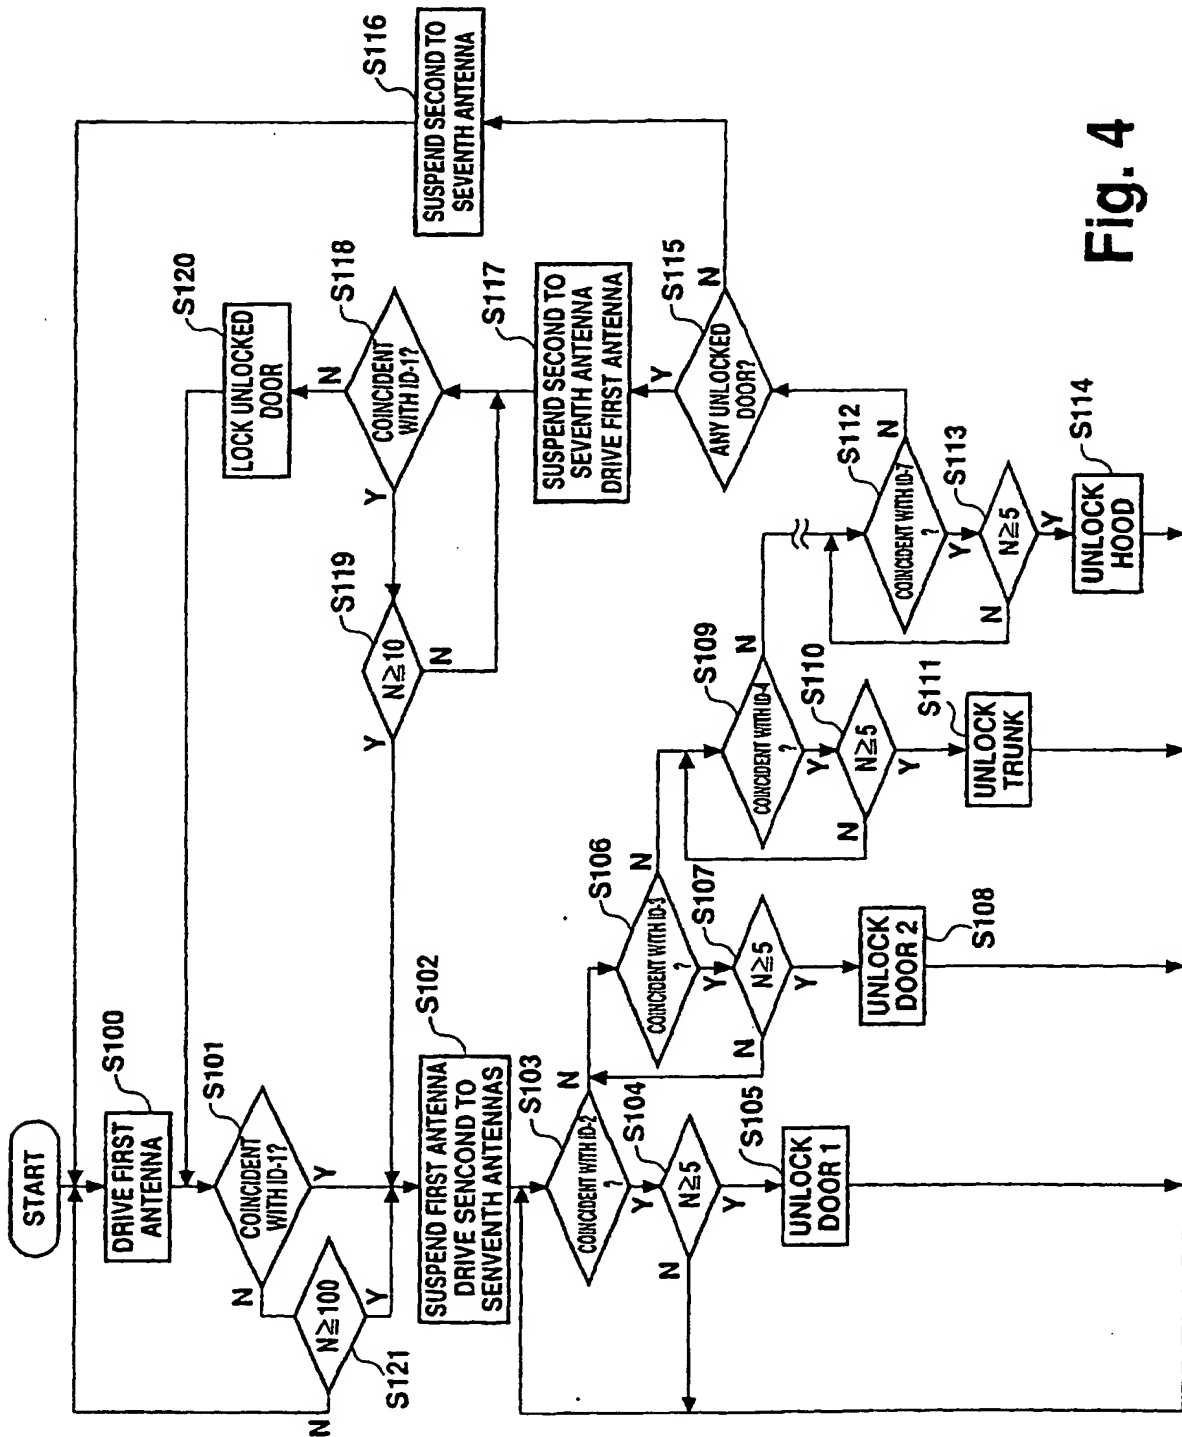 START
DRIVE FIRST
ANTENNA
S100
COINCIDENT
WITH ID-1?
S101
N
Y
N≧100
S121
N
Y
SUSPEND FIRST ANTENNA
DRIVE SENCOND TO
SENVENTH ANTENNAS
S102
COINCIDENT WITH ID-2
?
S103
N
Y
N≧5
S104
N
Y
UNLOCK
DOOR 1
S105
COINCIDENT WITH ID-3
?
S106
N
Y
N≧5
S107
N
Y
UNLOCK
DOOR 2
S108
COINCIDENT WITH ID-4
?
S109
N
Y
N≧5
S110
N
Y
UNLOCK
TRUNK
S111
COINCIDENT WITH ID-7
?
S112
N
Y
N≧5
S113
N
Y
UNLOCK
HOOD
S114
ANY UNLOCKED
DOOR?
S115
N
Y
SUSPEND SECOND TO
SEVENTH ANTENNA
S116
SUSPEND SECOND TO
SEVENTH ANTENNA
DRIVE FIRST ANTENNA
S117
COINCIDENT
WITH ID-1?
S118
N
Y
N≧10
S119
N
Y
LOCK UNLOCKED
DOOR
S120
Fig. 4